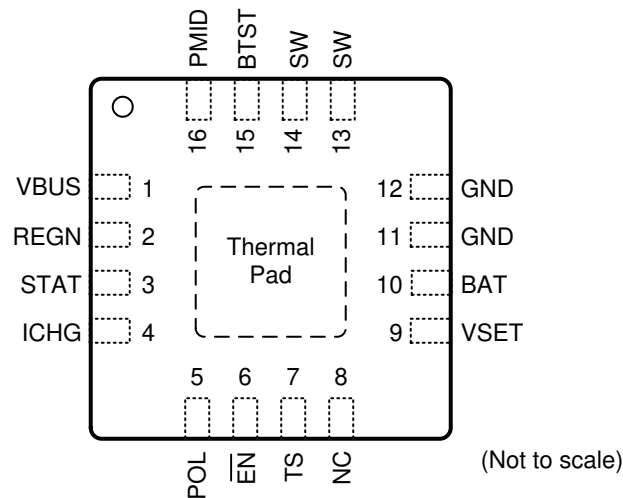 PMID
BTST
SW
SW
16
15
14
13
VBUS 1
REGN 2
STAT 3
ICHG 4
12 GND
11 GND
10 BAT
9 VSET
Thermal
Pad
5
6
7
8
POL
E̅N̅
TS
NC
(Not to scale)